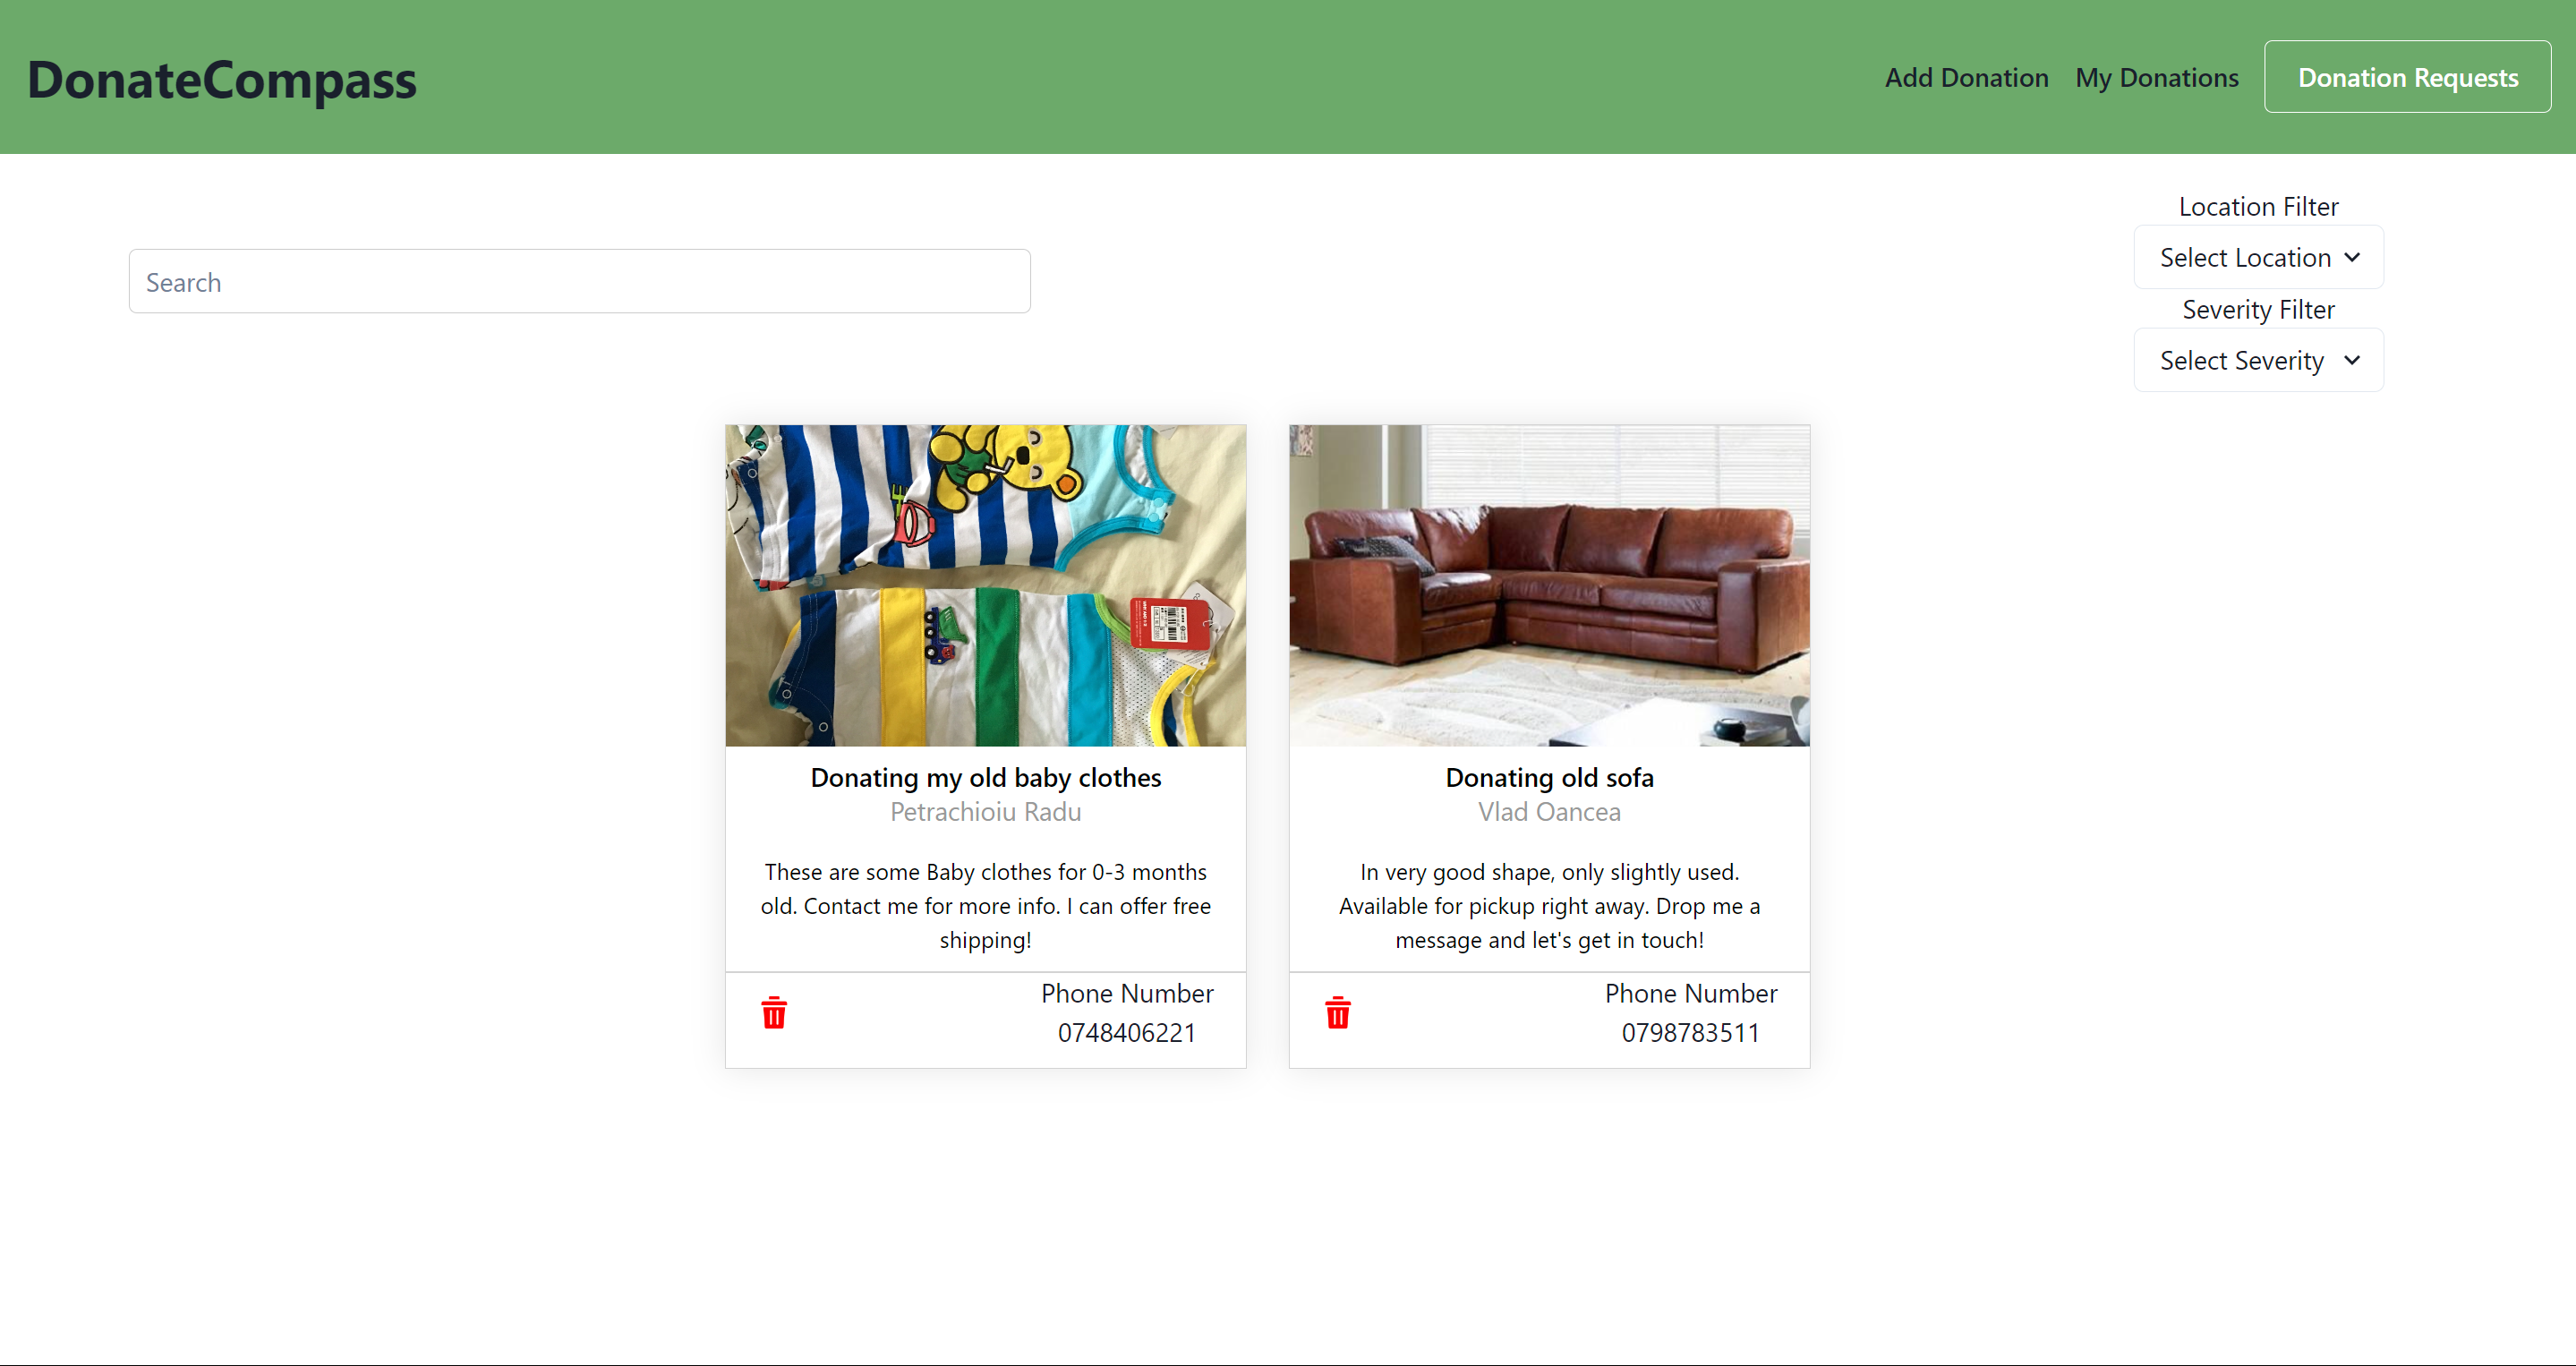 DonateCompass
Add Donation
My Donations
Donation Requests
Location Filter
Select Location
Search
Severity Filter
Select Severity
Donating my old baby clothes
Petrachioiu Radu
These are some Baby clothes for 0-3 months
old. Contact me for more info. I can offer free
shipping!
Phone Number
0748406221
Donating old sofa
Vlad Oancea
In very good shape, only slightly used.
Available for pickup right away. Drop me a
message and let's get in touch!
Phone Number
0798783511